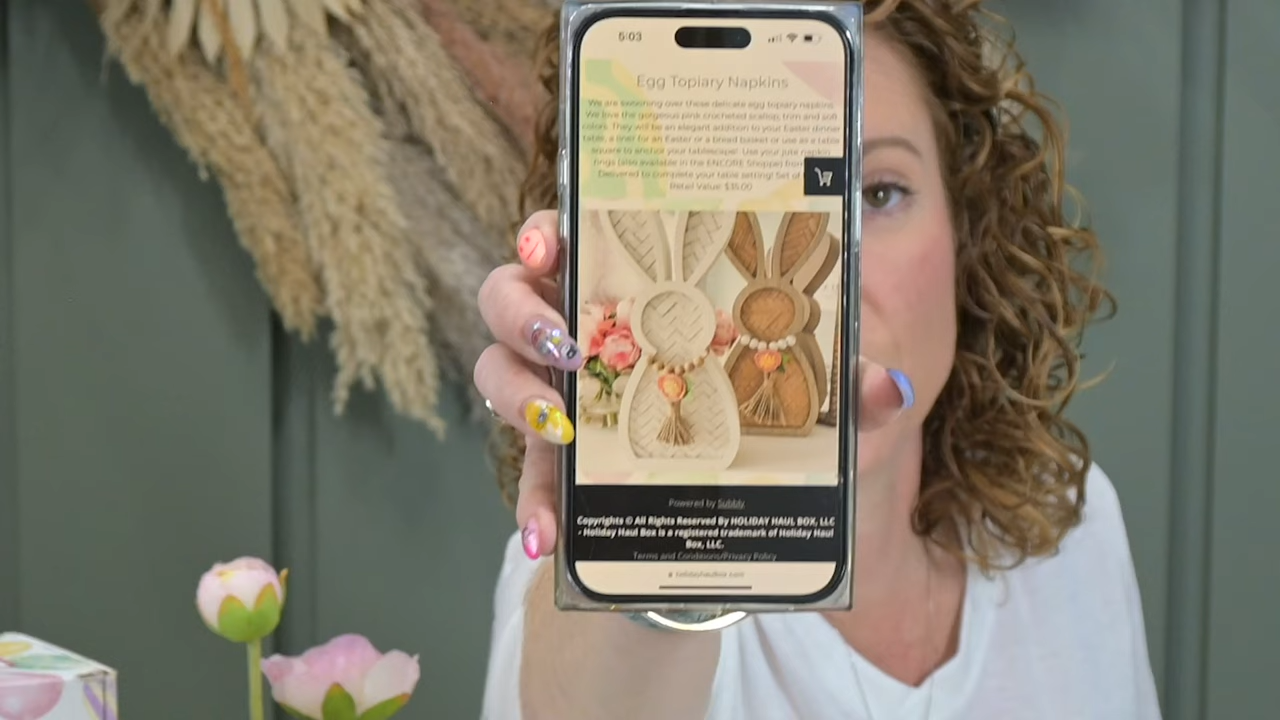 5:03
Egg Topiary Napkins
We are swooning over these delicate egg topiary napkins.
We love the gorgeous pink crocheted scallop trim and soft
colors. They will be an elegant addition to your Easter dinner
table, a liner for an Easter or a bread basket or use as a table
square to anchor your tablescape! Use your jute napkin
rings (also available in the ENCORE Shoppe) from
Delivered to complete your table setting! Set of
Retail Value: $35.00
Powered by Subbly
Copyrights © All Rights Reserved By HOLIDAY HAUL BOX, LLC
- Holiday Haul Box is a registered trademark of Holiday Haul
Box, LLC.
Terms and Conditions/Privacy Policy
holidayhaulbox.com